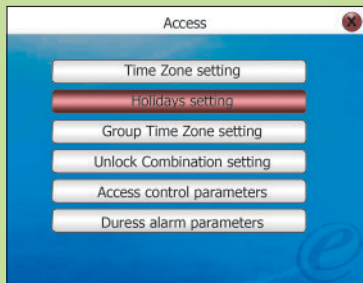 Access
Time Zone setting
Holidays setting
Group Time Zone setting
Unlock Combination setting
Access control parameters
Duress alarm parameters